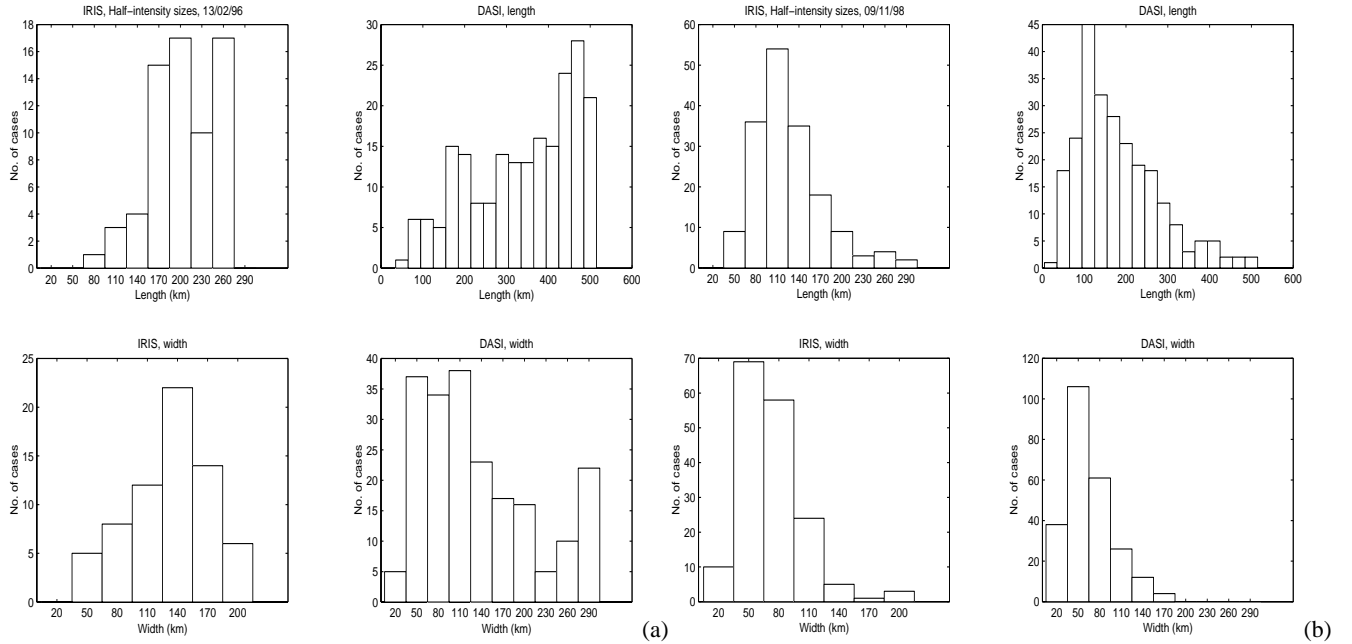 IRIS, Half−intensity sizes, 13/02/96
18
16
14
12
10
8
6
4
2
0
No. of cases
20 50 80 110 140 170 200 230 260 290
Length (km)
DASI, length
30
25
20
15
10
5
0
No. of cases
0 100 200 300 400 500 600
Length (km)
IRIS, Half−intensity sizes, 09/11/98
60
50
40
30
20
10
0
No. of cases
20 50 80 110 140 170 200 230 260 290
Length (km)
DASI, length
45
40
35
30
25
20
15
10
5
0
No. of cases
0 100 200 300 400 500 600
Length (km)
IRIS, width
25
20
15
10
5
0
No. of cases
20 50 80 110 140 170 200
Width (km)
DASI, width
40
35
30
25
20
15
10
5
0
No. of cases
20 50 80 110 140 170 200 230 260 290
Width (km)
(a)
IRIS, width
70
60
50
40
30
20
10
0
No. of cases
20 50 80 110 140 170 200
Width (km)
DASI, width
120
100
80
60
40
20
0
No. of cases
20 50 80 110 140 170 200 230 260 290
Width (km)
(b)